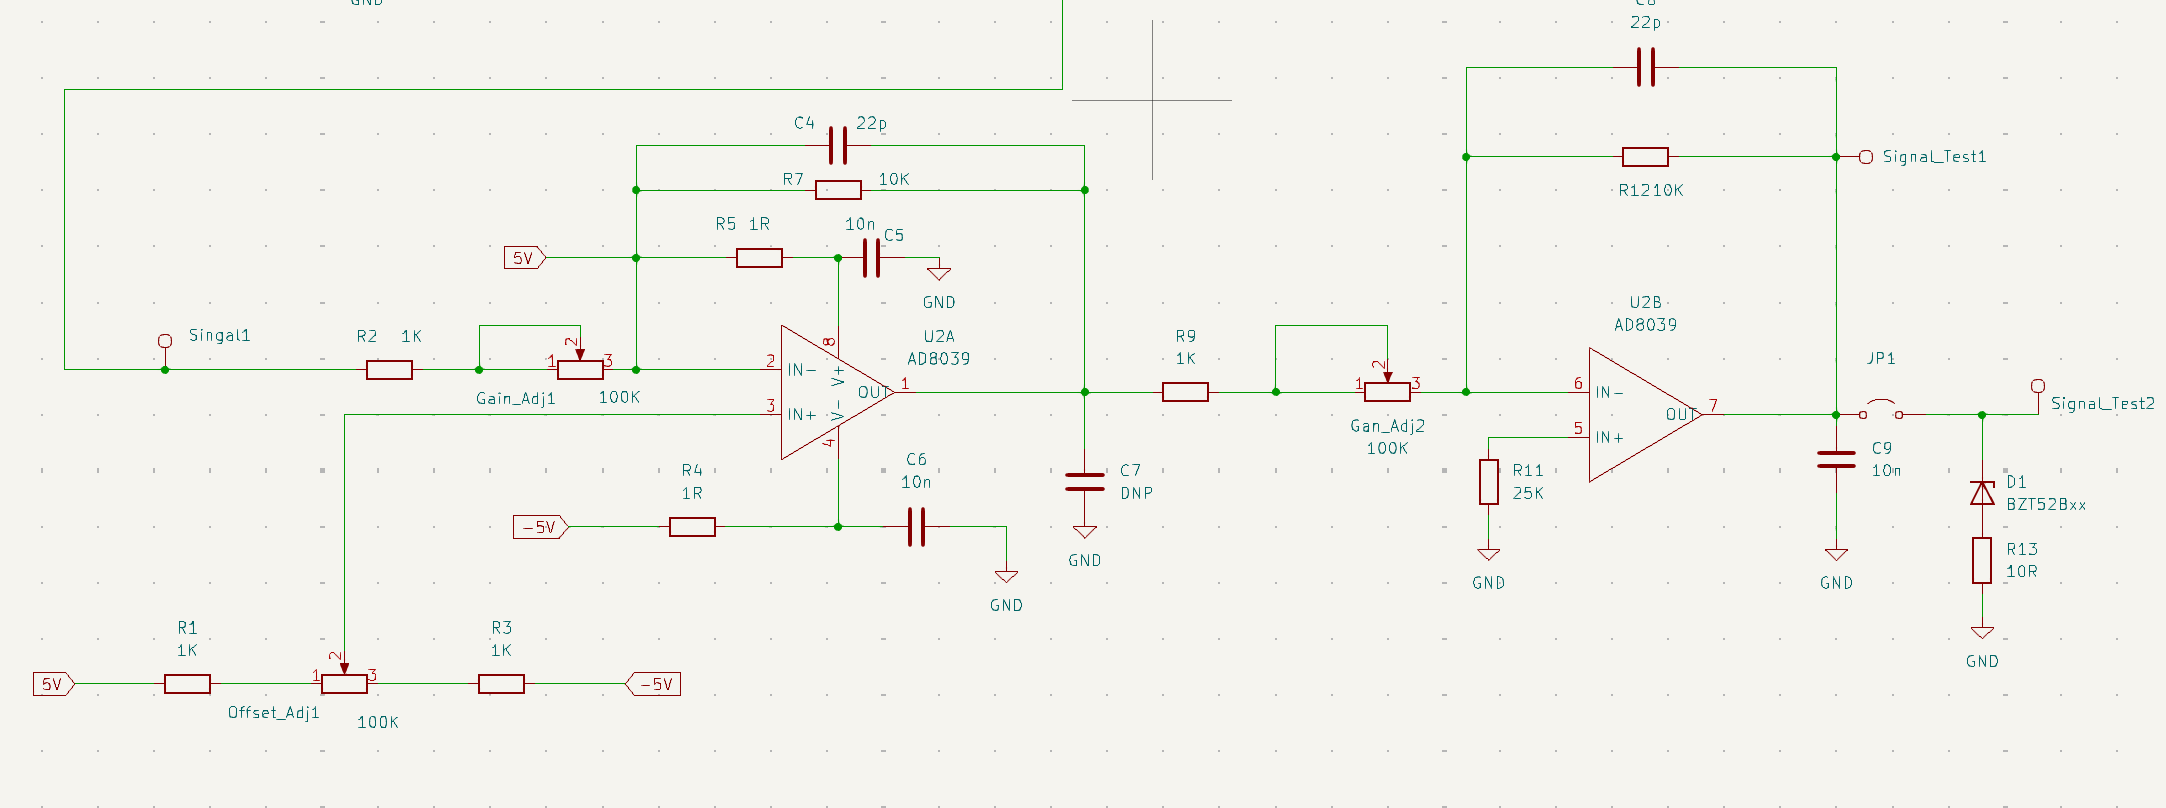 GND
C8
22p
C4 22p
R7 10K
R5 1R 10n
C5
5V
GND
Signal_Test1
R1210K
Singal1
R2 1K
2
1 3
Gain_Adj1 100K
U2A
AD8039
2 IN-
3 IN+
8
V+
V-
4
OUT 1
R9
1K
2
1 3
Gan_Adj2
100K
U2B
AD8039
6 IN-
5 IN+
OUT 7
JP1
Signal_Test2
R11
25K
GND
C9
10n
GND
D1
BZT52Bxx
R13
10R
GND
C7
DNP
GND
R4
1R
C6
10n
-5V
GND
R1
1K
R3
1K
5V
2
1 3
-5V
Offset_Adj1
100K